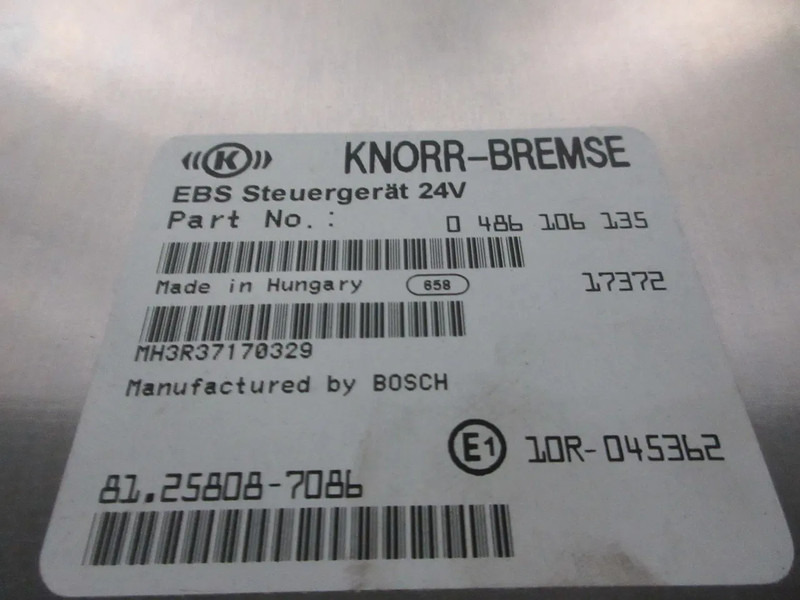 ((K)) KNORR-BREMSE
EBS Steuergerät 24V
Part No.: 0 486 106 135
Made in Hungary 658 17372
MH3R37170329
Manufactured by BOSCH
E1 10R-045362
81.25808-7086